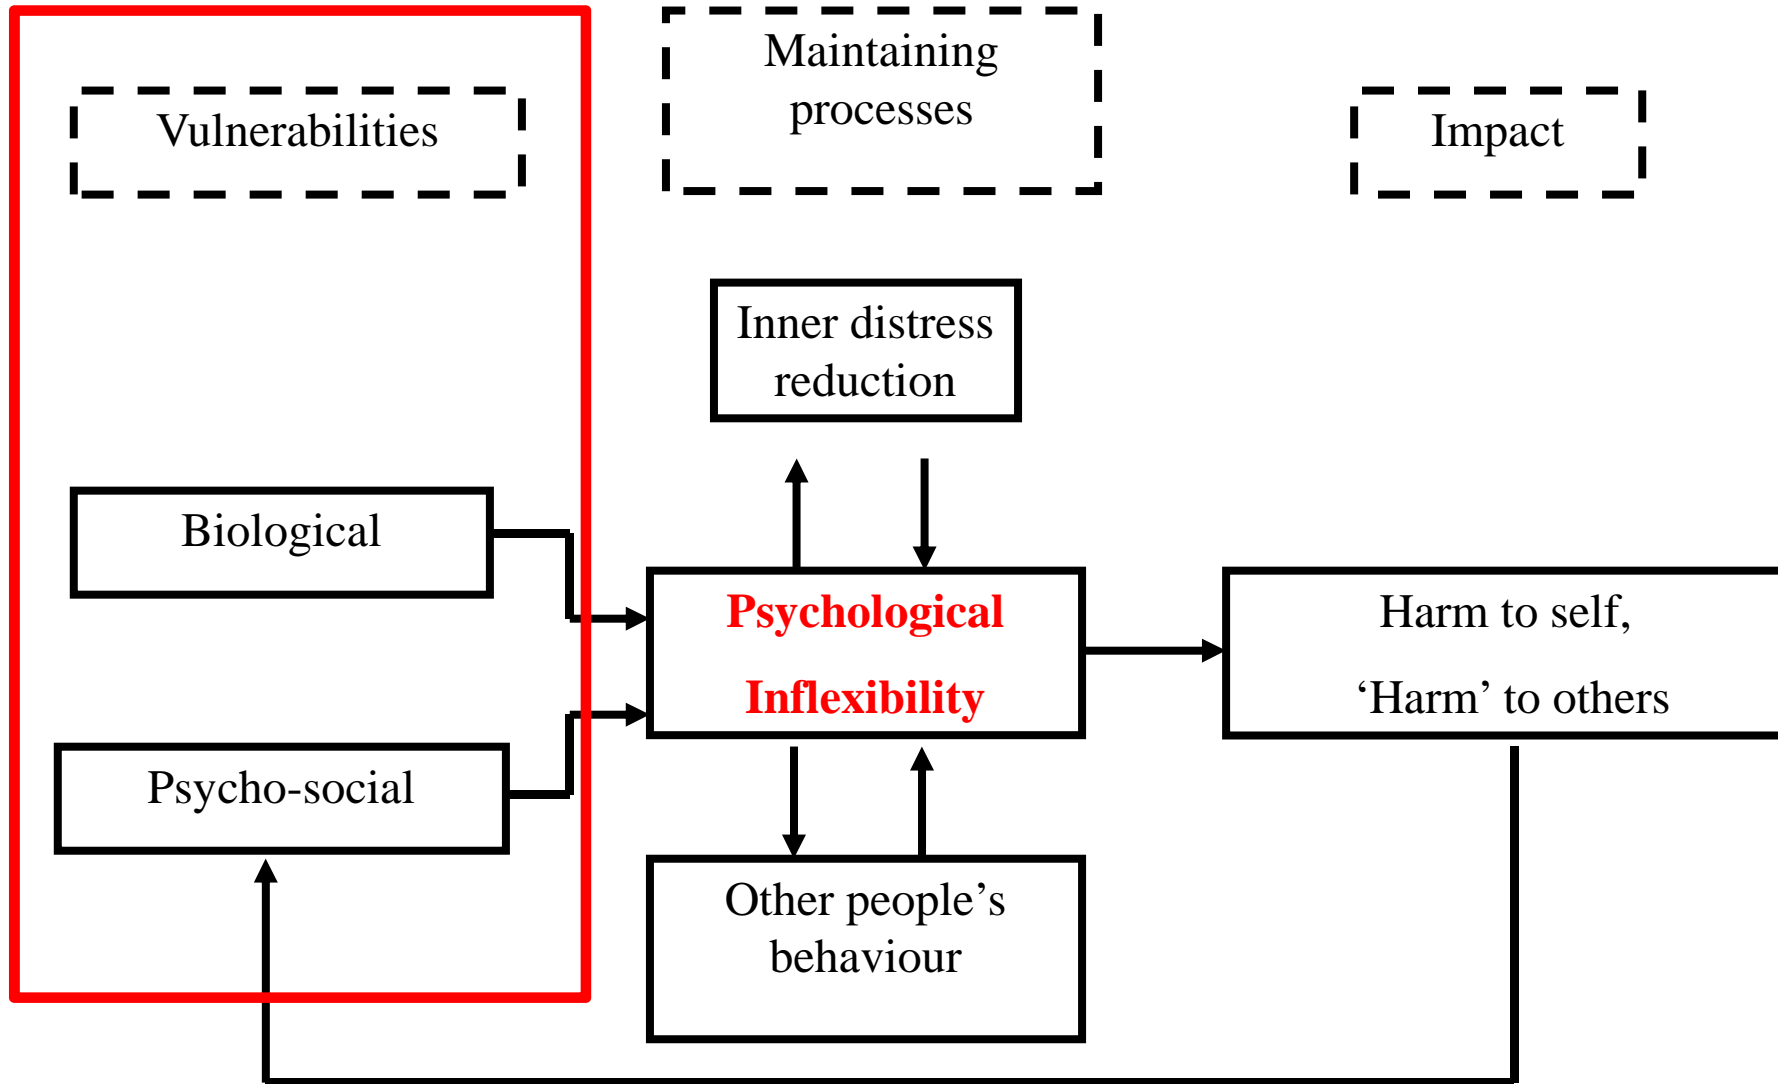 Vulnerabilities
Maintaining
processes
Impact
Inner distress
reduction
Biological
Psychological
Inflexibility
Harm to self,
‘Harm’ to others
Psycho-social
Other people’s
behaviour